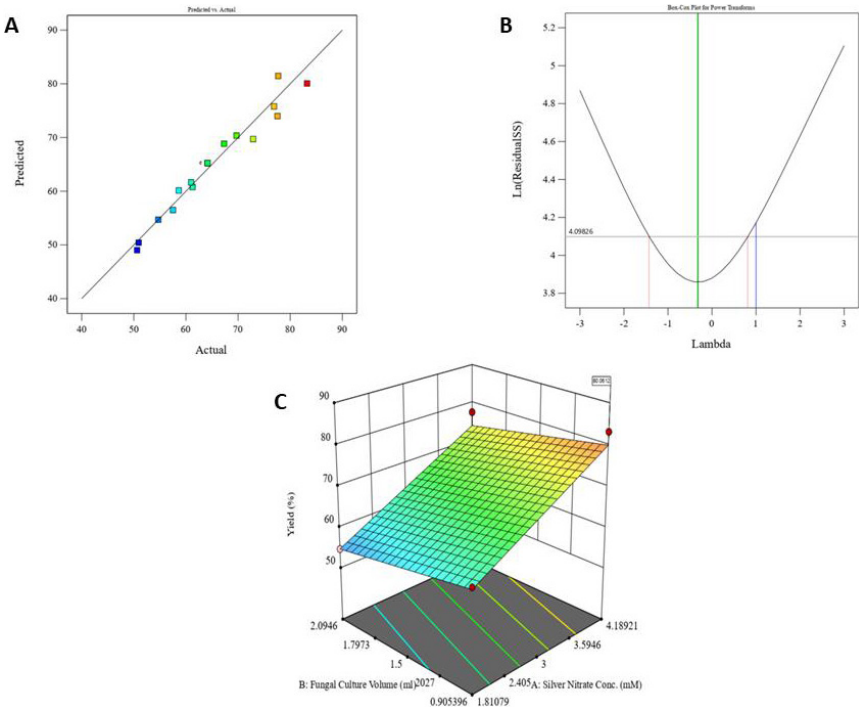 A
Predicted vs. Actual
90
80
70
60
50
40
Predicted
6
40 50 60 70 80 90
Actual
B
Box-Cox Plot for Power Transforms
5.2
5
4.8
4.6
4.4
4.2
4
3.8
Ln(ResidualSS)
4.09826
-3 -2 -1 0 1 2 3
Lambda
C
90
80
70
60
50
Yield (%)
2.0946
1.7973
1.5
2027
0.905396
B: Fungal Culture Volume (ml)
4.18921
3.5946
3
2.405
1.81079
A: Silver Nitrate Conc. (mM)